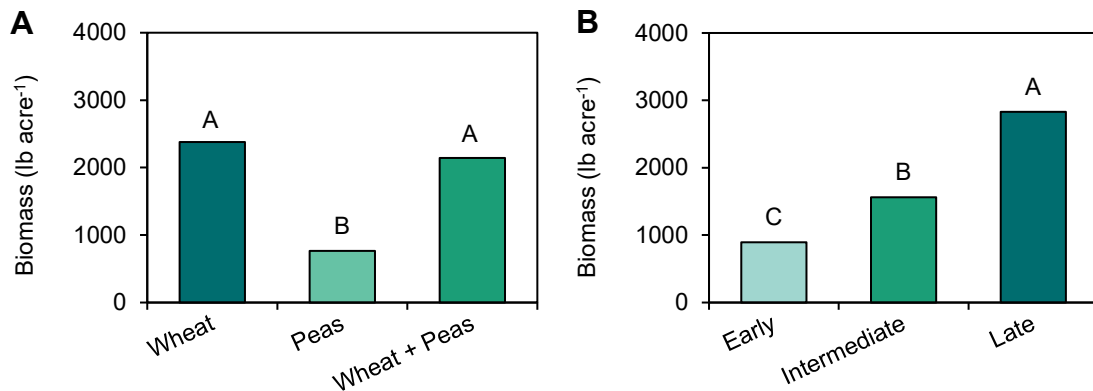 A
Biomass (lb acre⁻¹)
4000
3000
2000
1000
0
A
B
A
Wheat
Peas
Wheat + Peas
B
Biomass (lb acre⁻¹)
4000
3000
2000
1000
0
C
B
A
Early
Intermediate
Late